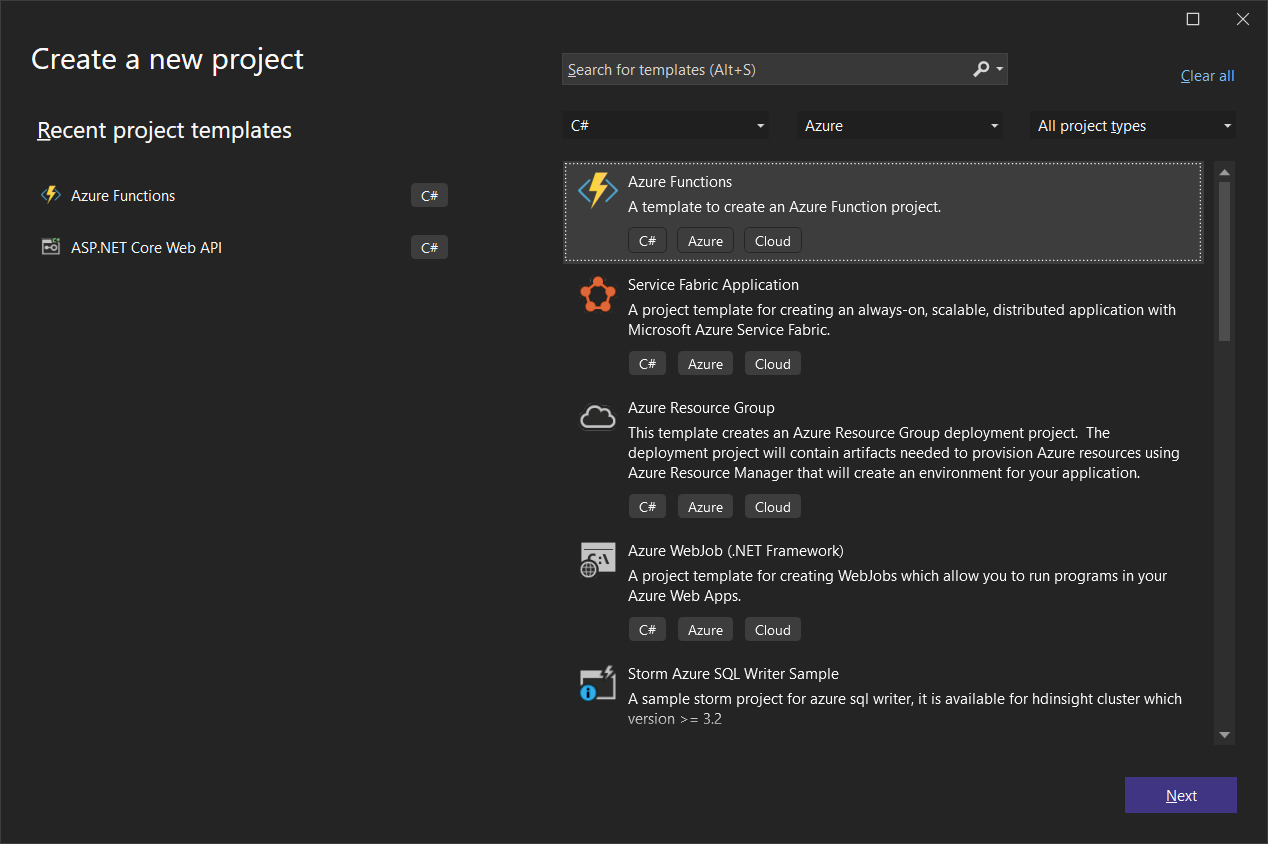 Create a new project
Search for templates (Alt+S)
Clear all
Recent project templates
C#
Azure
All project types
Azure Functions
C#
ASP.NET Core Web API
C#
Azure Functions
A template to create an Azure Function project.
C# Azure Cloud
Service Fabric Application
A project template for creating an always-on, scalable, distributed application with
Microsoft Azure Service Fabric.
C# Azure Cloud
Azure Resource Group
This template creates an Azure Resource Group deployment project.  The
deployment project will contain artifacts needed to provision Azure resources using
Azure Resource Manager that will create an environment for your application.
C# Azure Cloud
C:\
Azure WebJob (.NET Framework)
A project template for creating WebJobs which allow you to run programs in your
Azure Web Apps.
C# Azure Cloud
Storm Azure SQL Writer Sample
A sample storm project for azure sql writer, it is available for hdinsight cluster which
version >= 3.2
Next